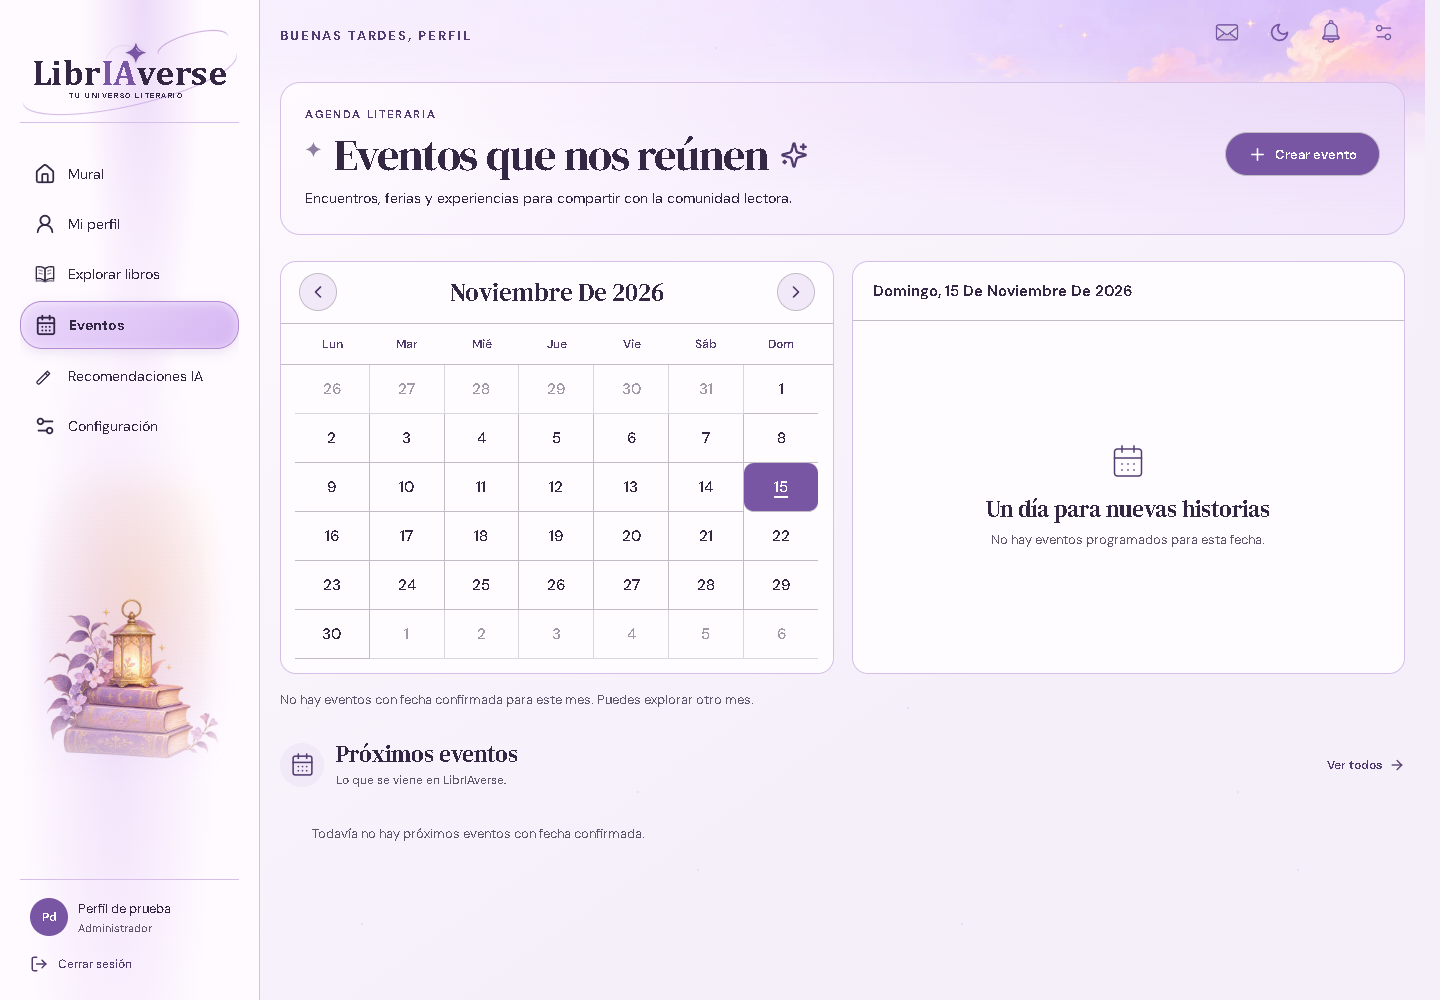 LibrIAverse
TU UNIVERSO LITERARIO
Mural
Mi perfil
Explorar libros
Eventos
Recomendaciones IA
Configuración
Pd
Perfil de prueba
Administrador
Cerrar sesión
BUENAS TARDES, PERFIL
AGENDA LITERARIA
Eventos que nos reúnen
Encuentros, ferias y experiencias para compartir con la comunidad lectora.
Crear evento
Noviembre De 2026
Lun Mar Mié Jue Vie Sáb Dom
26 27 28 29 30 31 1
2 3 4 5 6 7 8
9 10 11 12 13 14 15
16 17 18 19 20 21 22
23 24 25 26 27 28 29
30 1 2 3 4 5 6
Domingo, 15 De Noviembre De 2026
Un día para nuevas historias
No hay eventos programados para esta fecha.
No hay eventos con fecha confirmada para este mes. Puedes explorar otro mes.
Próximos eventos
Lo que se viene en LibrIAverse.
Ver todos
Todavía no hay próximos eventos con fecha confirmada.